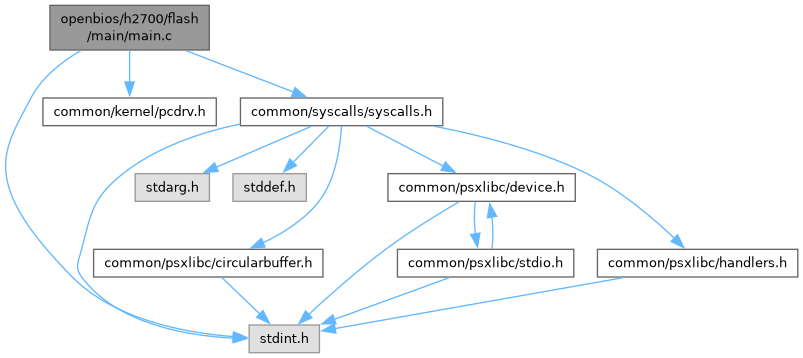 openbios/h2700/flash
/main/main.c
common/kernel/pcdrv.h
common/syscalls/syscalls.h
stdarg.h
stddef.h
common/psxlibc/device.h
common/psxlibc/circularbuffer.h
common/psxlibc/stdio.h
common/psxlibc/handlers.h
stdint.h